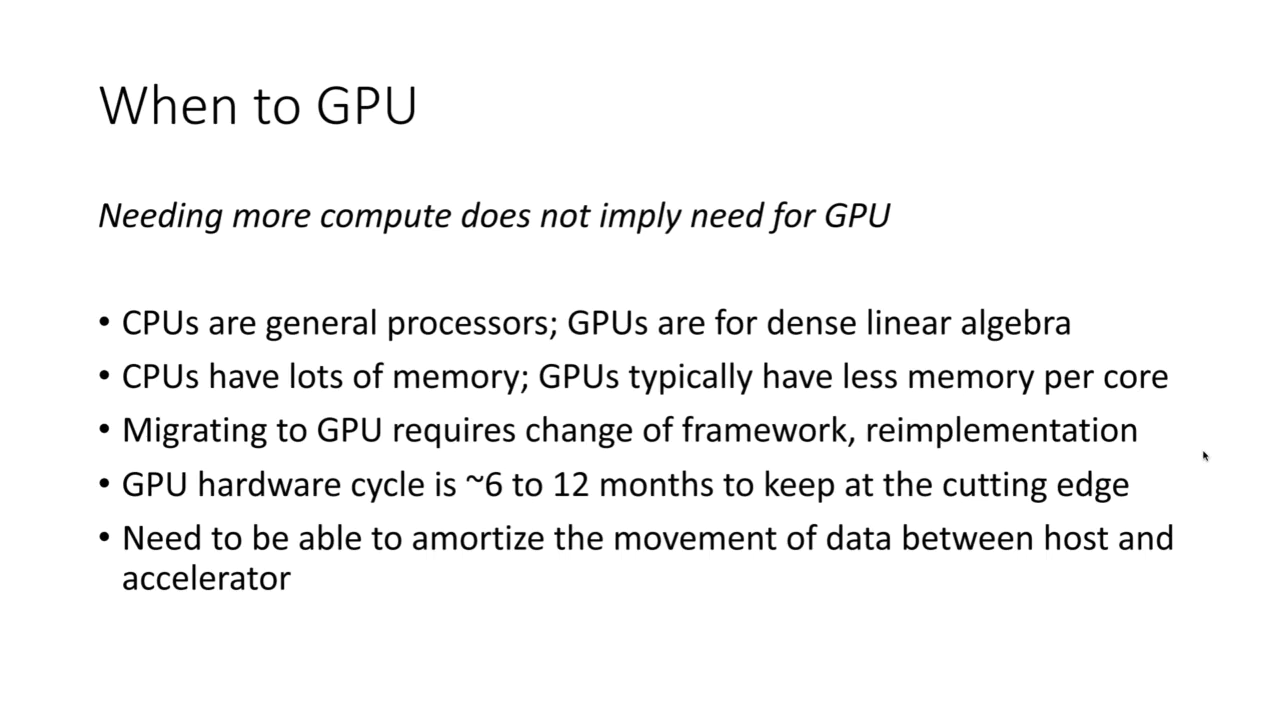 When to GPU
Needing more compute does not imply need for GPU
• CPUs are general processors; GPUs are for dense linear algebra
• CPUs have lots of memory; GPUs typically have less memory per core
• Migrating to GPU requires change of framework, reimplementation
• GPU hardware cycle is ~6 to 12 months to keep at the cutting edge
• Need to be able to amortize the movement of data between host and
accelerator